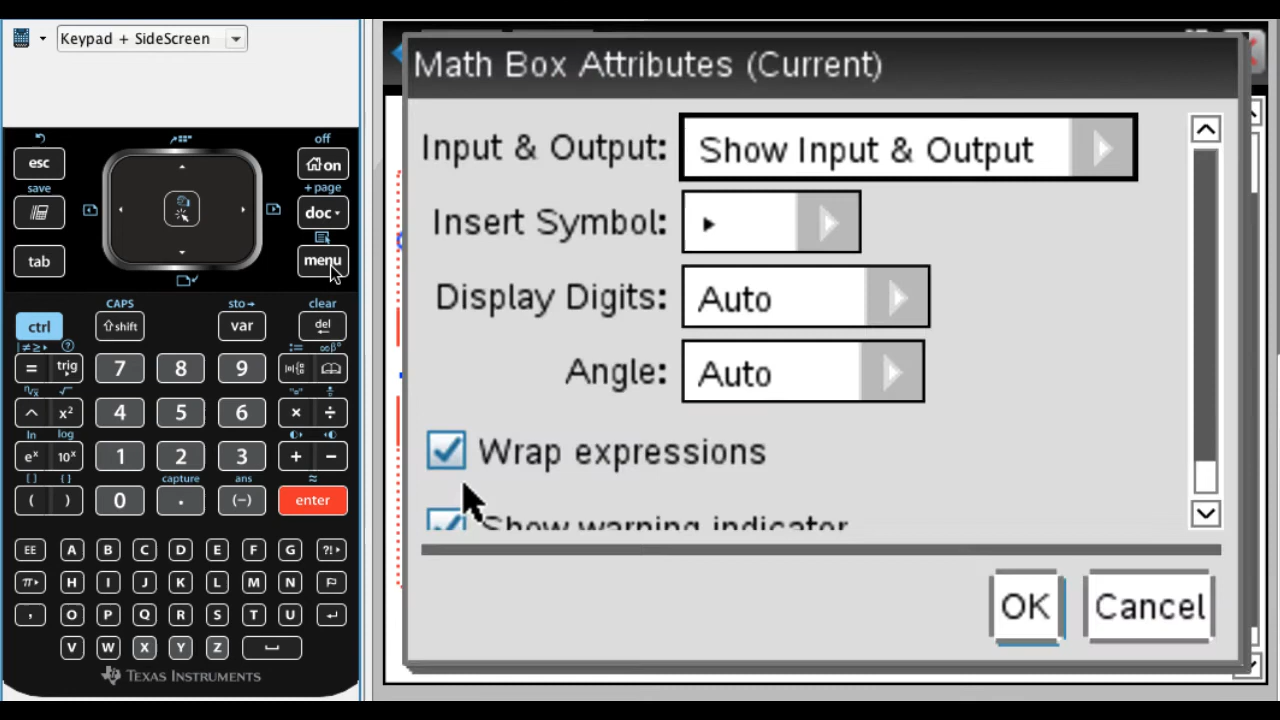 Keypad + SideScreen
Math Box Attributes (Current)
Input & Output: Show Input & Output
Insert Symbol: ▸
Display Digits: Auto
Angle: Auto
Wrap expressions
Show warning indicator
OK Cancel
off
esc on
save + page
doc
tab menu
CAPS sto→ clear
ctrl shift var del
= trig 7 8 9
^ x² 4 5 6 × ÷
ln log
eˣ 10ˣ 1 2 3 + −
[ ] { } capture ans ≈
( ) 0 . (−) enter
EE A B C D E F G ?!▸
π▸ H I J K L M N
, O P Q R S T U
V W X Y Z
TEXAS INSTRUMENTS